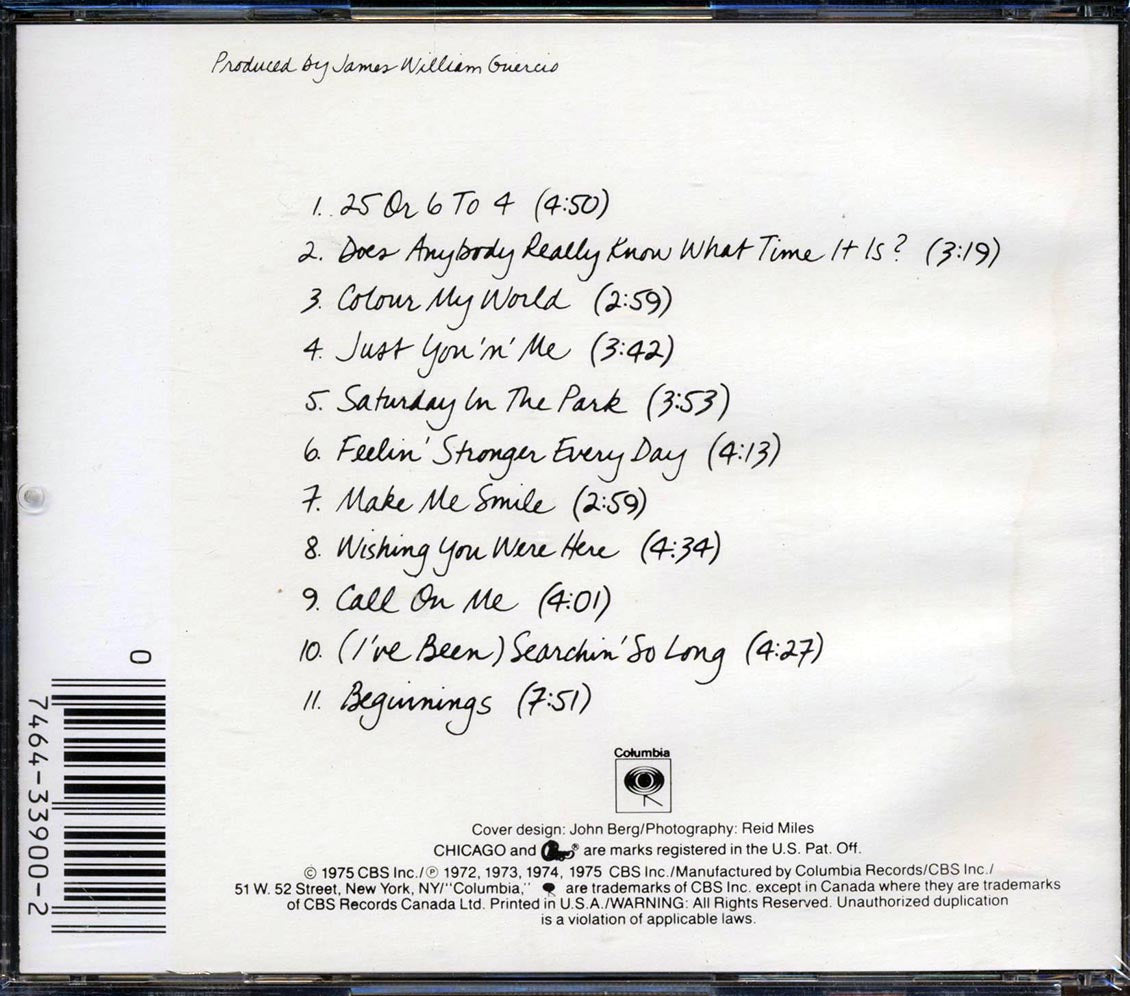 Produced by James William Guercio
1. 25 Or 6 To 4 (4:50)
2. Does Anybody Really Know What Time It Is? (3:19)
3. Colour My World (2:59)
4. Just You 'n' Me (3:42)
5. Saturday In The Park (3:53)
6. Feelin' Stronger Every Day (4:13)
7. Make Me Smile (2:59)
8. Wishing You Were Here (4:34)
9. Call On Me (4:01)
10. (I've Been) Searchin' So Long (4:27)
11. Beginnings (7:51)
0
7464-33900-2
Columbia
Cover design: John Berg/Photography: Reid Miles
CHICAGO and ® are marks registered in the U.S. Pat. Off.
© 1975 CBS Inc./℗ 1972, 1973, 1974, 1975 CBS Inc./Manufactured by Columbia Records/CBS Inc./
51 W. 52 Street, New York, NY/"Columbia," are trademarks of CBS Inc. except in Canada where they are trademarks
of CBS Records Canada Ltd. Printed in U.S.A./WARNING: All Rights Reserved. Unauthorized duplication
is a violation of applicable laws.